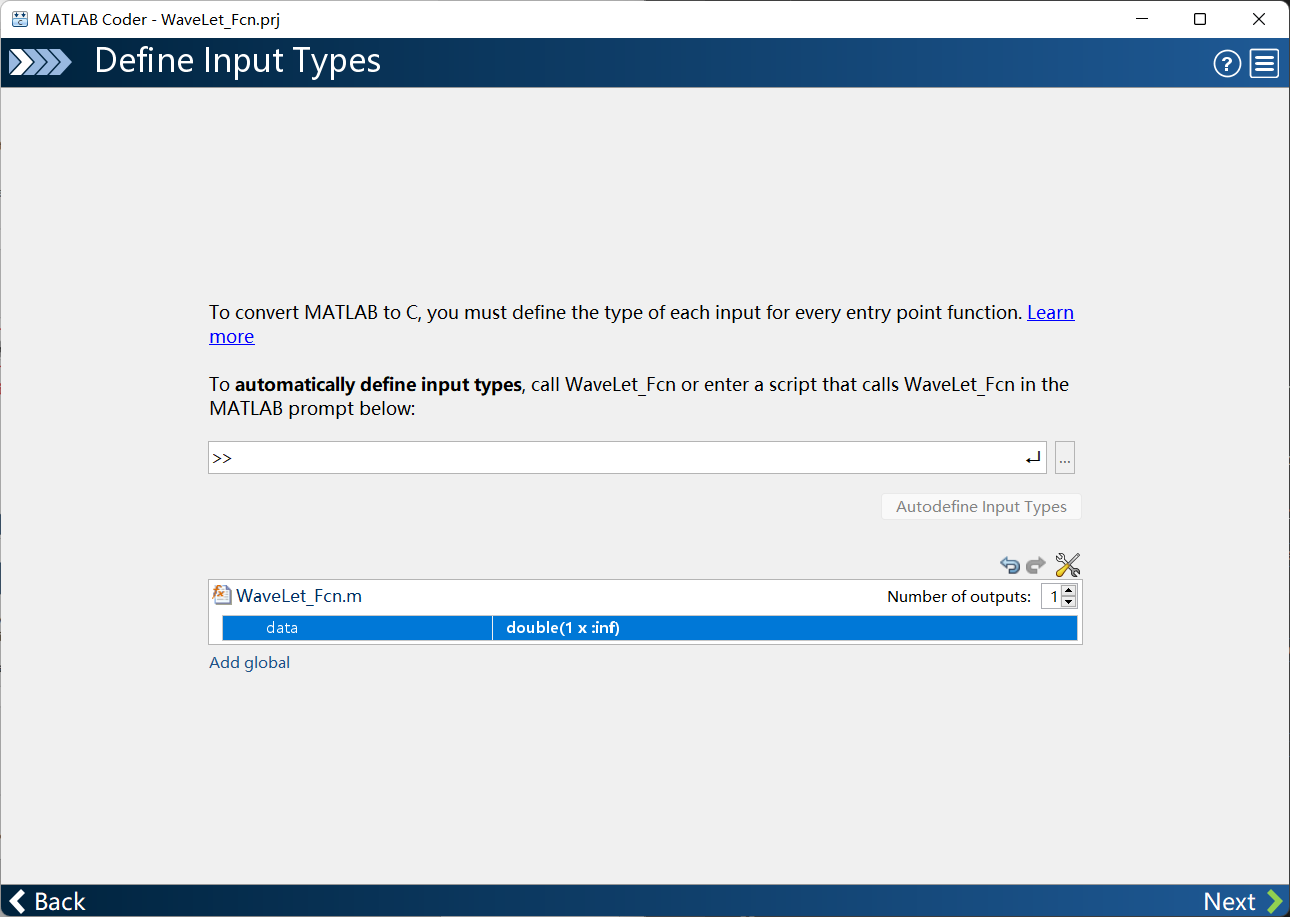 MATLAB Coder - WaveLet_Fcn.prj
Define Input Types
?
To convert MATLAB to C, you must define the type of each input for every entry point function. Learn
more
To automatically define input types, call WaveLet_Fcn or enter a script that calls WaveLet_Fcn in the
MATLAB prompt below:
>>
...
Autodefine Input Types
WaveLet_Fcn.m Number of outputs: 1
data double(1 x :inf)
Add global
Back Next